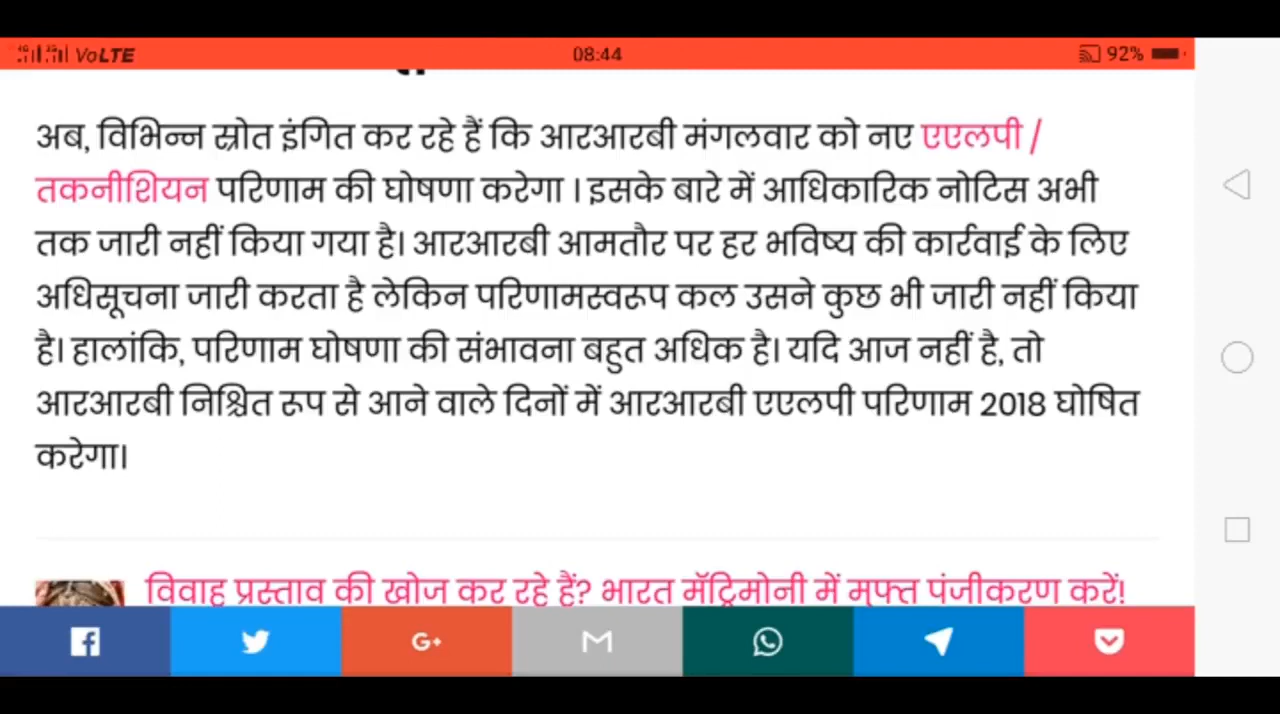 VoLTE 08:44 92%
अब, विभिन्न स्रोत इंगित कर रहे हैं कि आरआरबी मंगलवार को नए एएलपी /
तकनीशियन परिणाम की घोषणा करेगा । इसके बारे में आधिकारिक नोटिस अभी
तक जारी नहीं किया गया है। आरआरबी आमतौर पर हर भविष्य की कार्रवाई के लिए
अधिसूचना जारी करता है लेकिन परिणामस्वरूप कल उसने कुछ भी जारी नहीं किया
है। हालांकि, परिणाम घोषणा की संभावना बहुत अधिक है। यदि आज नहीं है, तो
आरआरबी निश्चित रूप से आने वाले दिनों में आरआरबी एएलपी परिणाम 2018 घोषित
करेगा।
विवाह प्रस्ताव की खोज कर रहे हैं? भारत मॅट्रिमोनी में मुफ्त पंजीकरण करें!
G+